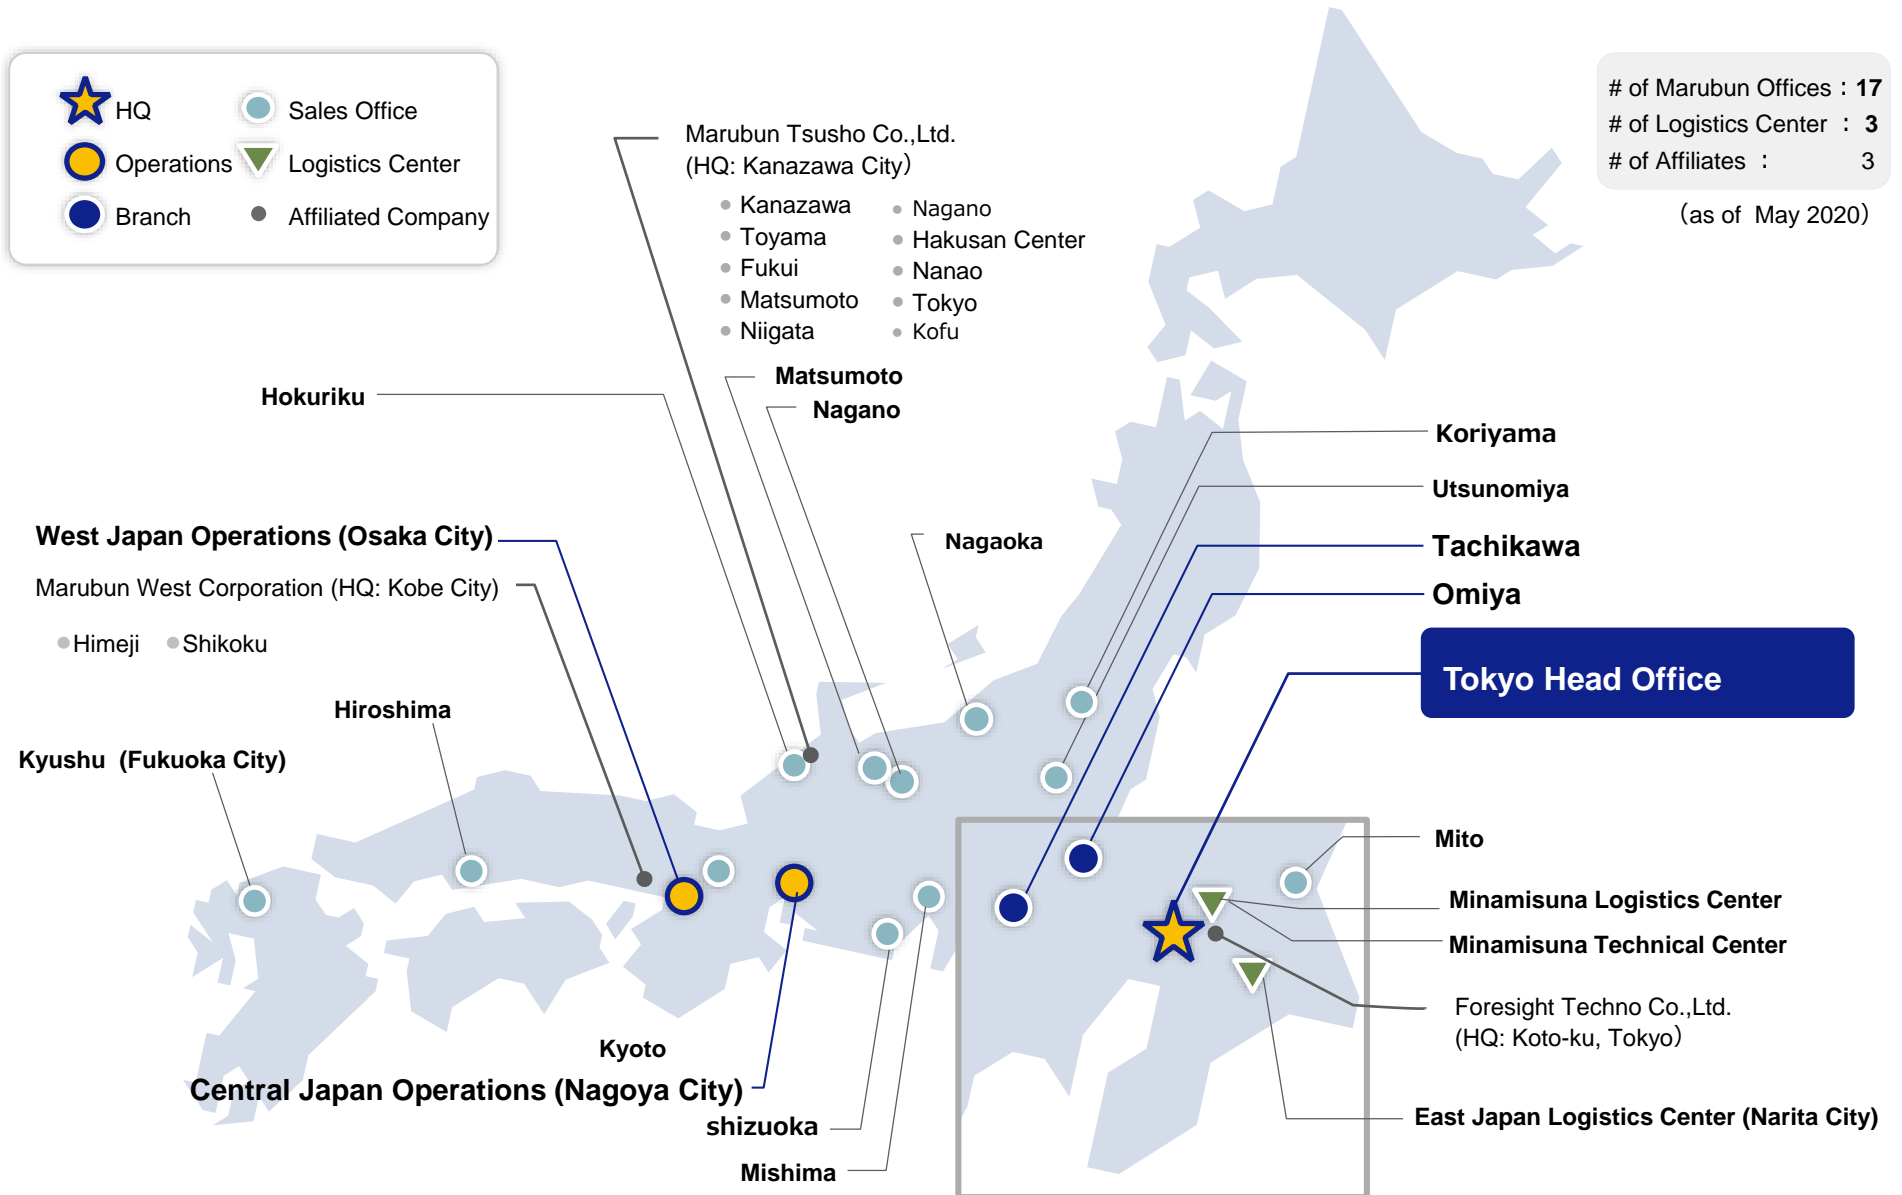 HQ
Sales Office
Operations
Logistics Center
Branch
Affiliated Company
# of Marubun Offices：17
# of Logistics Center ： 3
# of Affiliates ： 3
（as of May 2020）
Marubun Tsusho Co.,Ltd.
(HQ: Kanazawa City）
● Kanazawa
● Toyama
● Fukui
● Matsumoto
● Niigata
● Nagano
● Hakusan Center
● Nanao
● Tokyo
● Kofu
Matsumoto
Nagano
Hokuriku
Koriyama
Utsunomiya
Nagaoka
Tachikawa
Omiya
West Japan Operations (Osaka City)
Marubun West Corporation (HQ: Kobe City)
●Himeji ●Shikoku
Tokyo Head Office
Hiroshima
Kyushu (Fukuoka City)
Mito
Minamisuna Logistics Center
Minamisuna Technical Center
Foresight Techno Co.,Ltd.
(HQ: Koto-ku, Tokyo）
Kyoto
Central Japan Operations (Nagoya City)
shizuoka
Mishima
East Japan Logistics Center (Narita City)